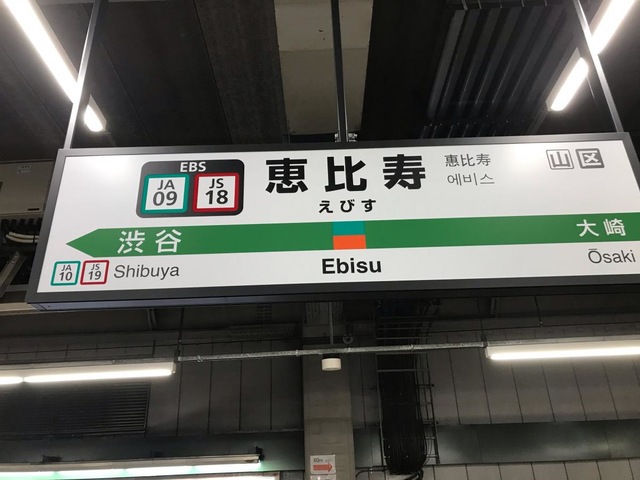 EBS
JA 09
JS 18
恵比寿
えびす
恵比寿
에비스
山 区
渋谷
大崎
JA 10
JS 19
Shibuya
Ebisu
Ōsaki